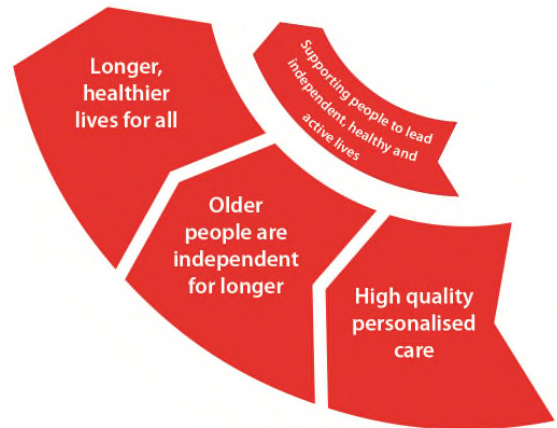 Longer,
healthier
lives for all
Supporting people to lead
independent, healthy and
active lives
Older
people are
independent
for longer
High quality
personalised
care